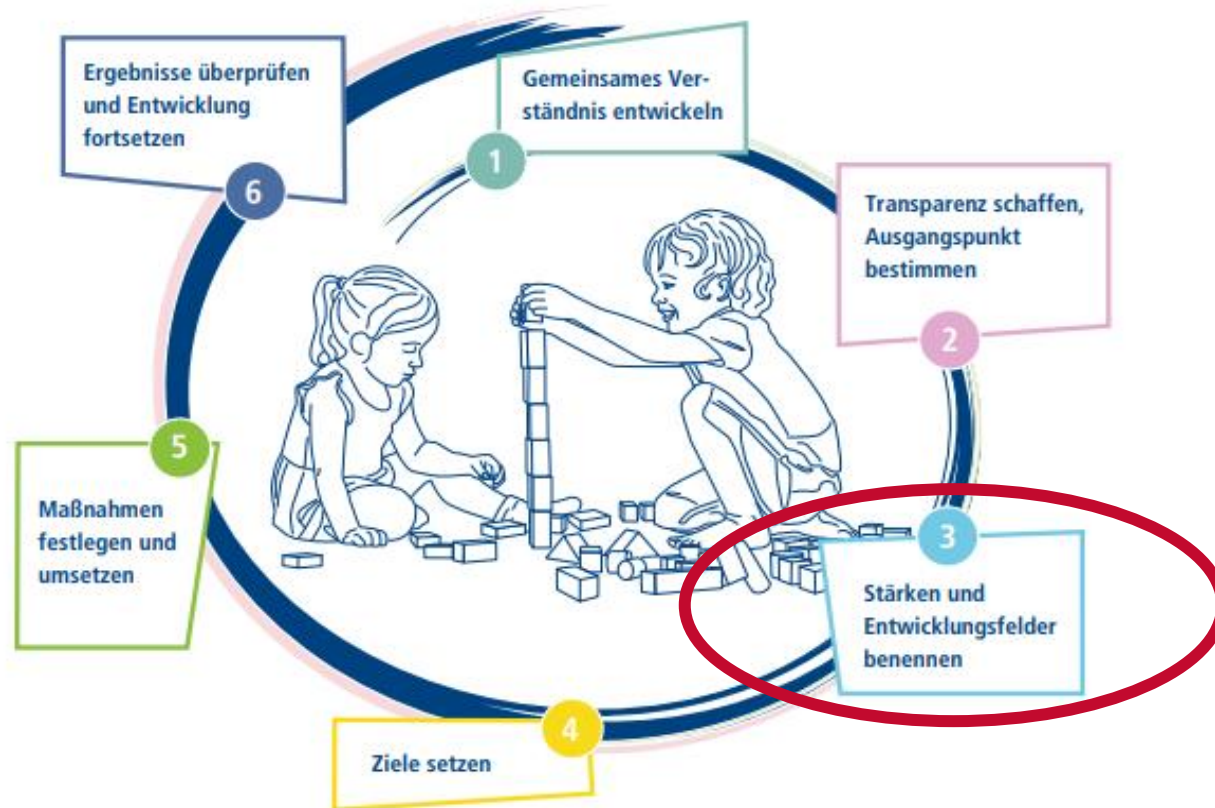 1
Gemeinsames Ver-
ständnis entwickeln
2
Transparenz schaffen,
Ausgangspunkt
bestimmen
3
Stärken und
Entwicklungsfelder
benennen
4
Ziele setzen
5
Maßnahmen
festlegen und
umsetzen
6
Ergebnisse überprüfen
und Entwicklung
fortsetzen